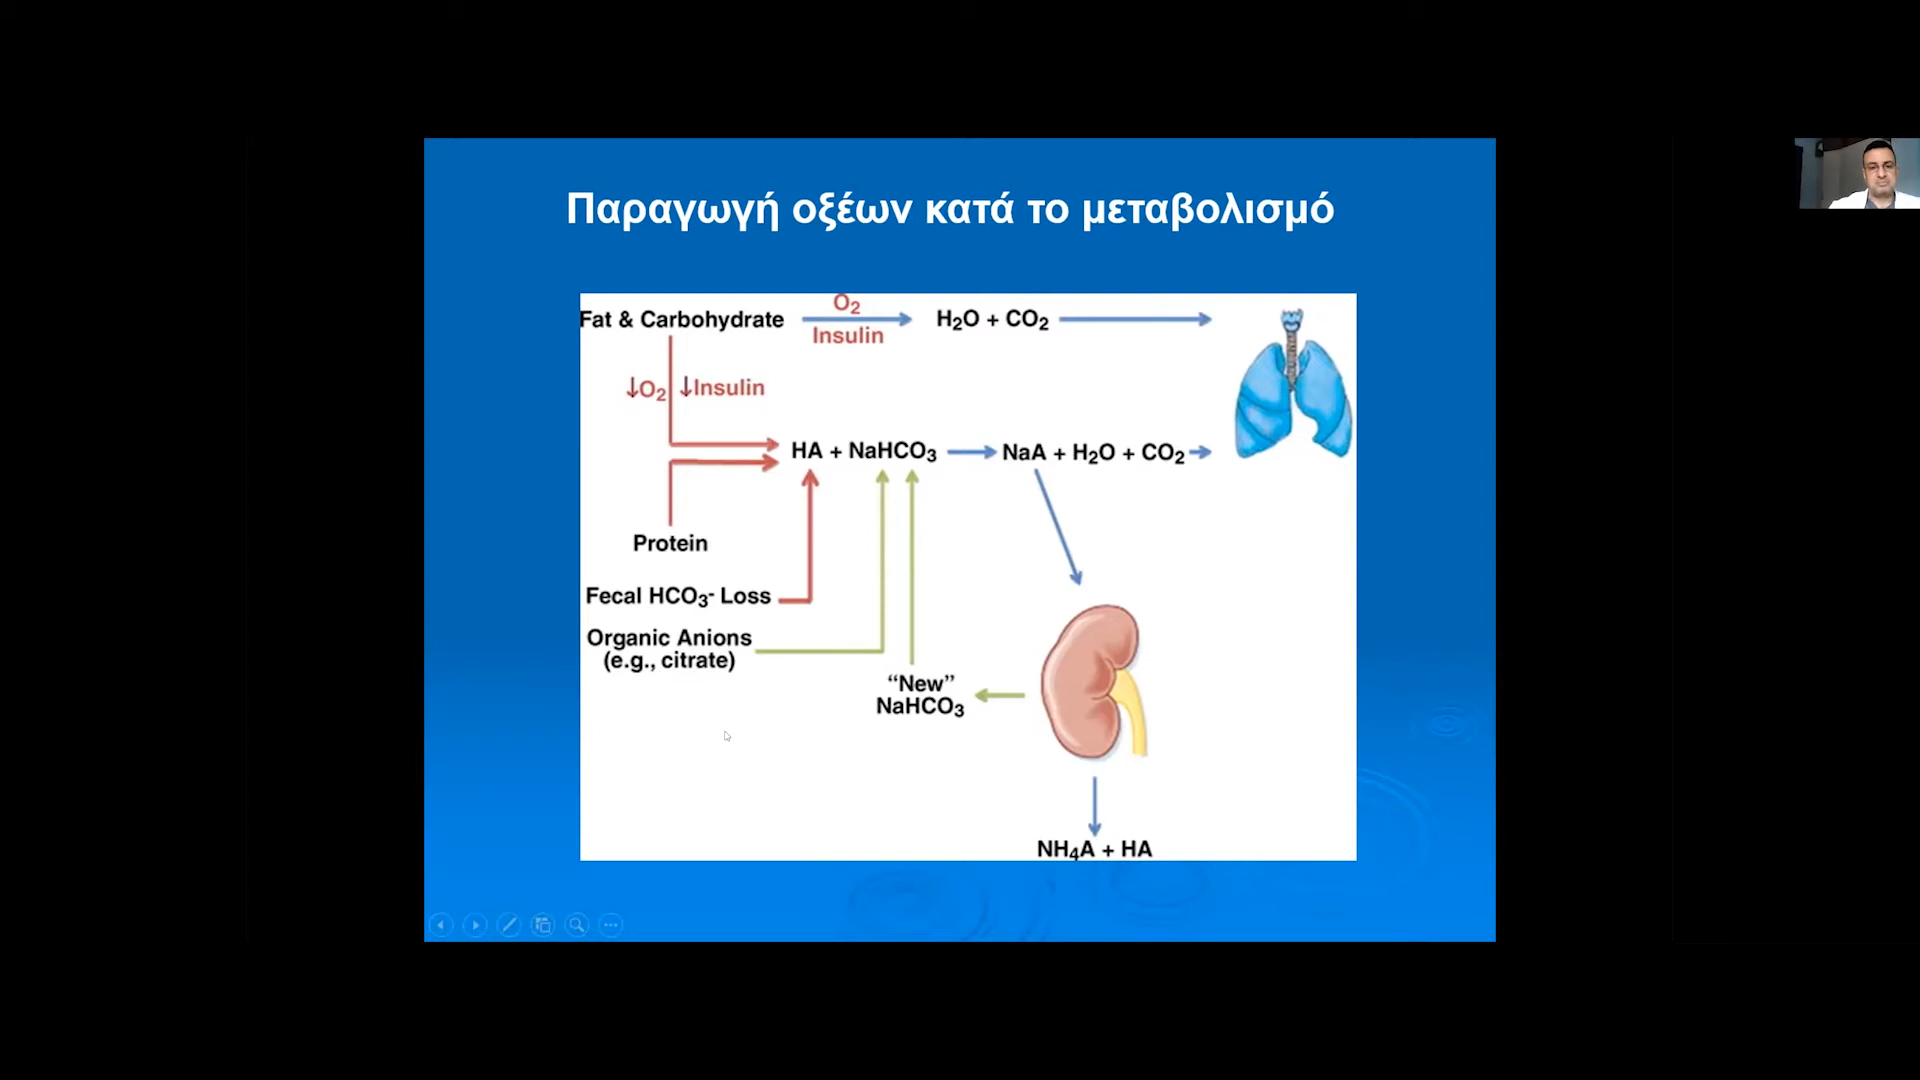 Παραγωγή οξέων κατά το μεταβολισμό
Fat & Carbohydrate
O₂
Insulin
H₂O + CO₂
↓O₂ ↓Insulin
HA + NaHCO₃
NaA + H₂O + CO₂
Protein
Fecal HCO₃⁻ Loss
Organic Anions
(e.g., citrate)
“New”
NaHCO₃
NH₄A + HA